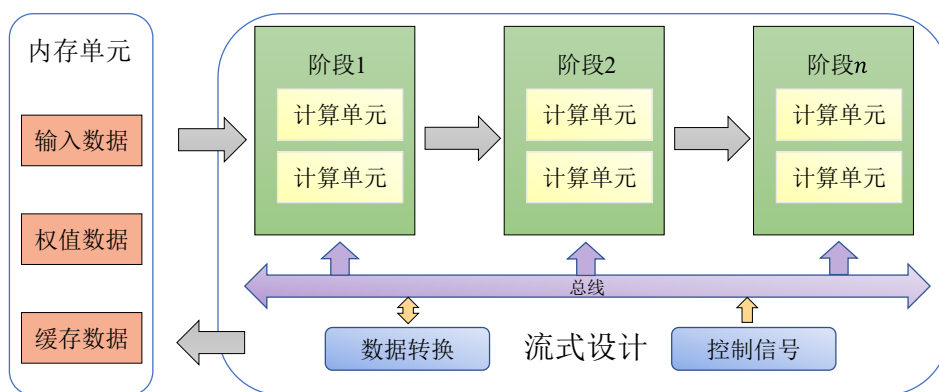 内存单元
输入数据
权值数据
缓存数据
阶段1
计算单元
计算单元
阶段2
计算单元
计算单元
阶段n
计算单元
计算单元
总线
数据转换
流式设计
控制信号